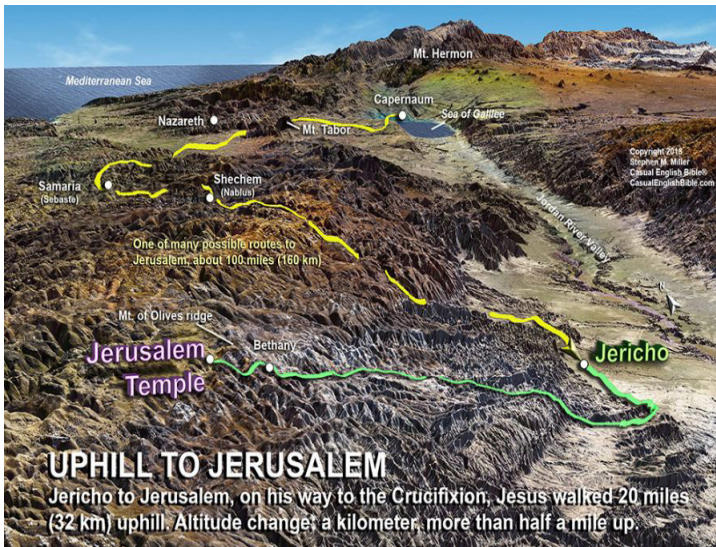 Mt. Hermon
Mediterranean Sea
Capernaum
Sea of Galilee
Nazareth
Mt. Tabor
Copyright 2018
Stephen M. Miller
Casual English Bible®
CasualEnglishBible.com
Samaria
(Sebaste)
Shechem
(Nablus)
Jordan River Valley
One of many possible routes to
Jerusalem, about 100 miles (160 km)
N
Mt. of Olives ridge
Bethany
Jerusalem
Temple
Jericho
UPHILL TO JERUSALEM
Jericho to Jerusalem, on his way to the Crucifixion, Jesus walked 20 miles
(32 km) uphill. Altitude change: a kilometer, more than half a mile up.